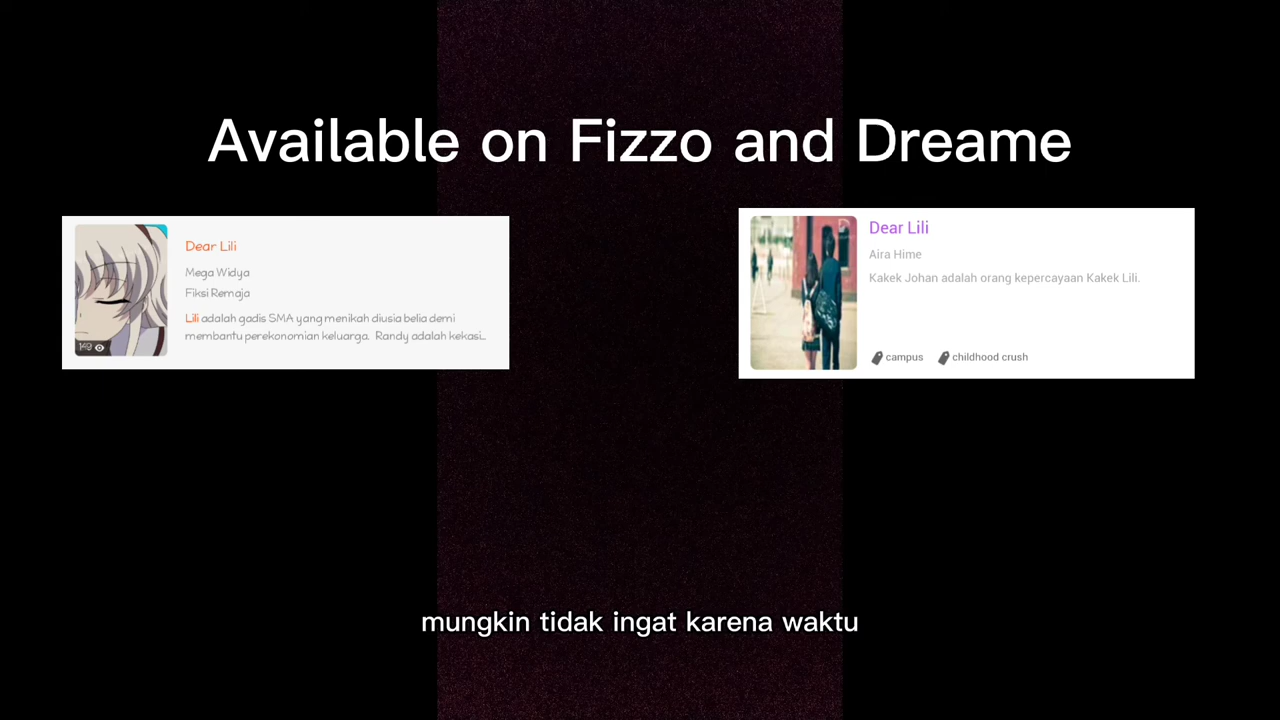 Available on Fizzo and Dreame
Dear Lili
Mega Widya
Fiksi Remaja
Lili adalah gadis SMA yang menikah diusia belia demi
membantu perekonomian keluarga. Randy adalah kekasi...
149
Dear Lili
Aira Hime
Kakek Johan adalah orang kepercayaan Kakek Lili.
campus childhood crush
mungkin tidak ingat karena waktu